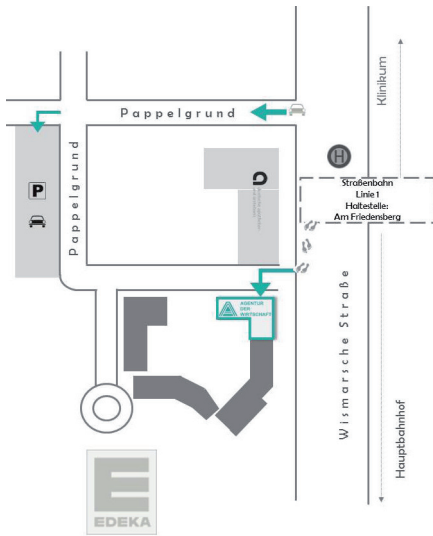 Klinikum
Pappelgrund
H
Straßenbahn
Linie 1
Haltestelle:
Am Friedensberg
P
Pappelgrund
AGENTUR
DER
WIRTSCHAFT
Wismarsche Straße
Hauptbahnhof
E
EDEKA